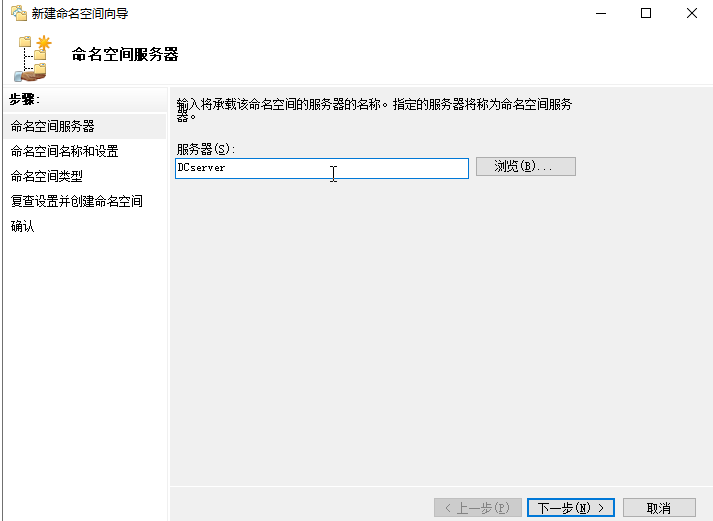 新建命名空间向导
命名空间服务器
步骤:
命名空间服务器
命名空间名称和设置
命名空间类型
复查设置并创建命名空间
确认
输入将承载该命名空间的服务器的名称。指定的服务器将称为命名空间服务
器。
服务器(S):
DCserver
浏览(B)...
< 上一步(P)
下一步(N) >
取消